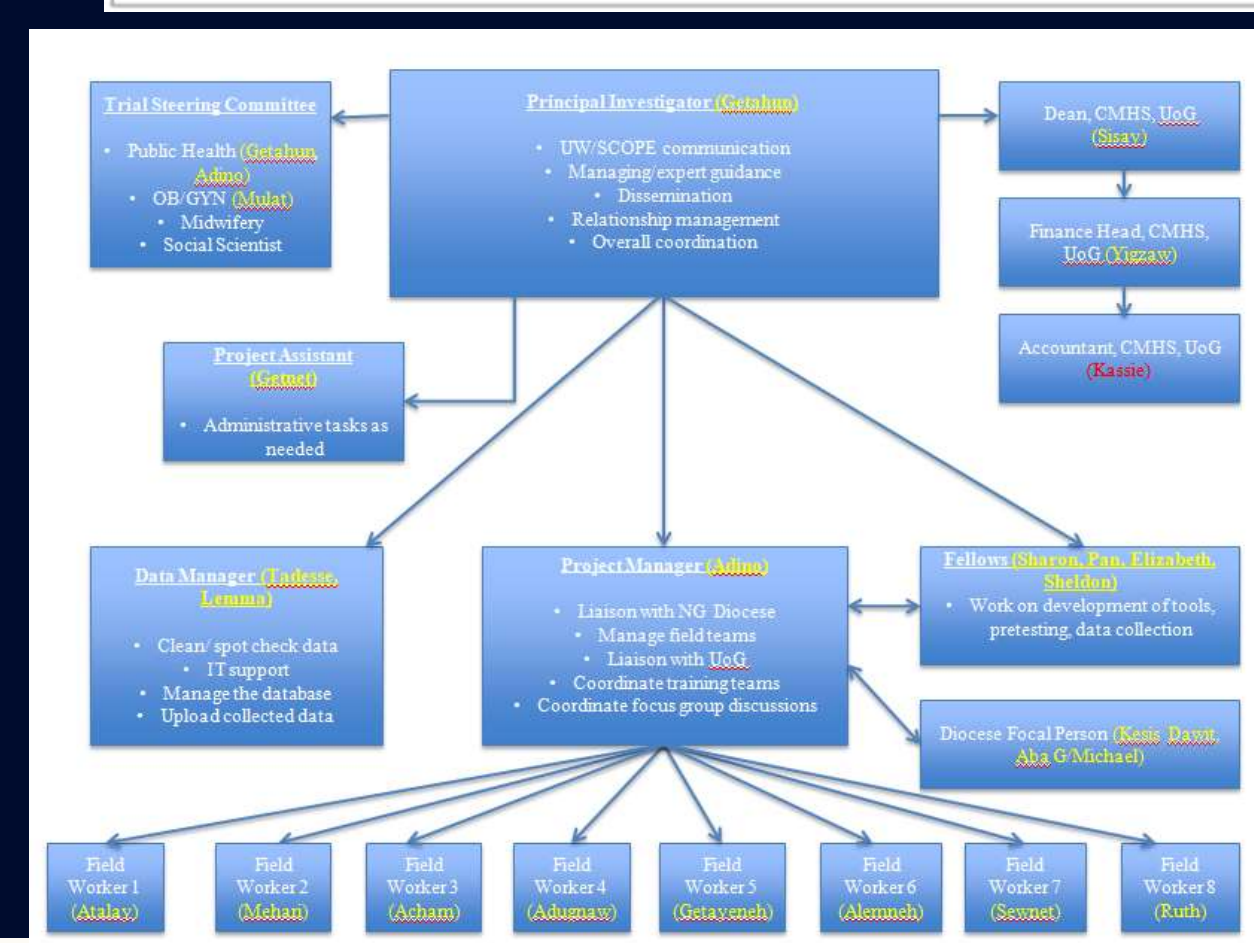 Trial Steering Committee
• Public Health (Getahun,
Adino)
• OB/GYN (Mulat)
• Midwifery
• Social Scientist
Principal Investigator (Getahun)
• UW/SCOPE communication
• Managing/expert guidance
• Dissemination
• Relationship management
• Overall coordination
Dean, CMHS, UoG
(Sisay)
Finance Head, CMHS,
UoG (Yigzaw)
Accountant, CMHS, UoG
(Kassie)
Project Assistant
(Getnet)
• Administrative tasks as
needed
Data Manager (Tadesse,
Lemma)
• Clean/ spot check data
• IT support
• Manage the database
• Upload collected data
Project Manager (Adino)
• Liaison with NG Diocese
• Manage field teams
• Liaison with UoG
• Coordinate training teams
• Coordinate focus group discussions
Fellows (Sharon, Pan, Elizabeth,
Sheldon)
• Work on development of tools,
pretesting, data collection
Diocese Focal Person (Kesis Dawit,
Aba G/Michael)
Field
Worker 1
(Atalay)
Field
Worker 2
(Mehari)
Field
Worker 3
(Acham)
Field
Worker 4
(Adugnaw)
Field
Worker 5
(Getayeneh)
Field
Worker 6
(Alemneh)
Field
Worker 7
(Sewnet)
Field
Worker 8
(Ruth)